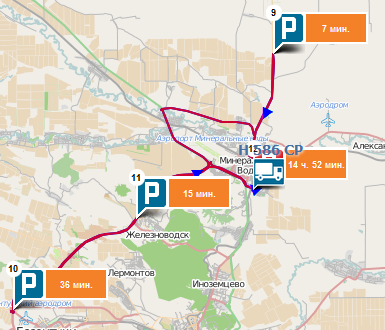 9
P
7 мин.
Аэродром
Аэропорт Минеральные воды
Н 586 СР
Алекса
Минера
Вод
14 ч. 52 мин.
11
P
15 мин.
Железноводск
10
Лермонтов
P
36 мин.
Иноземцево
аэродром